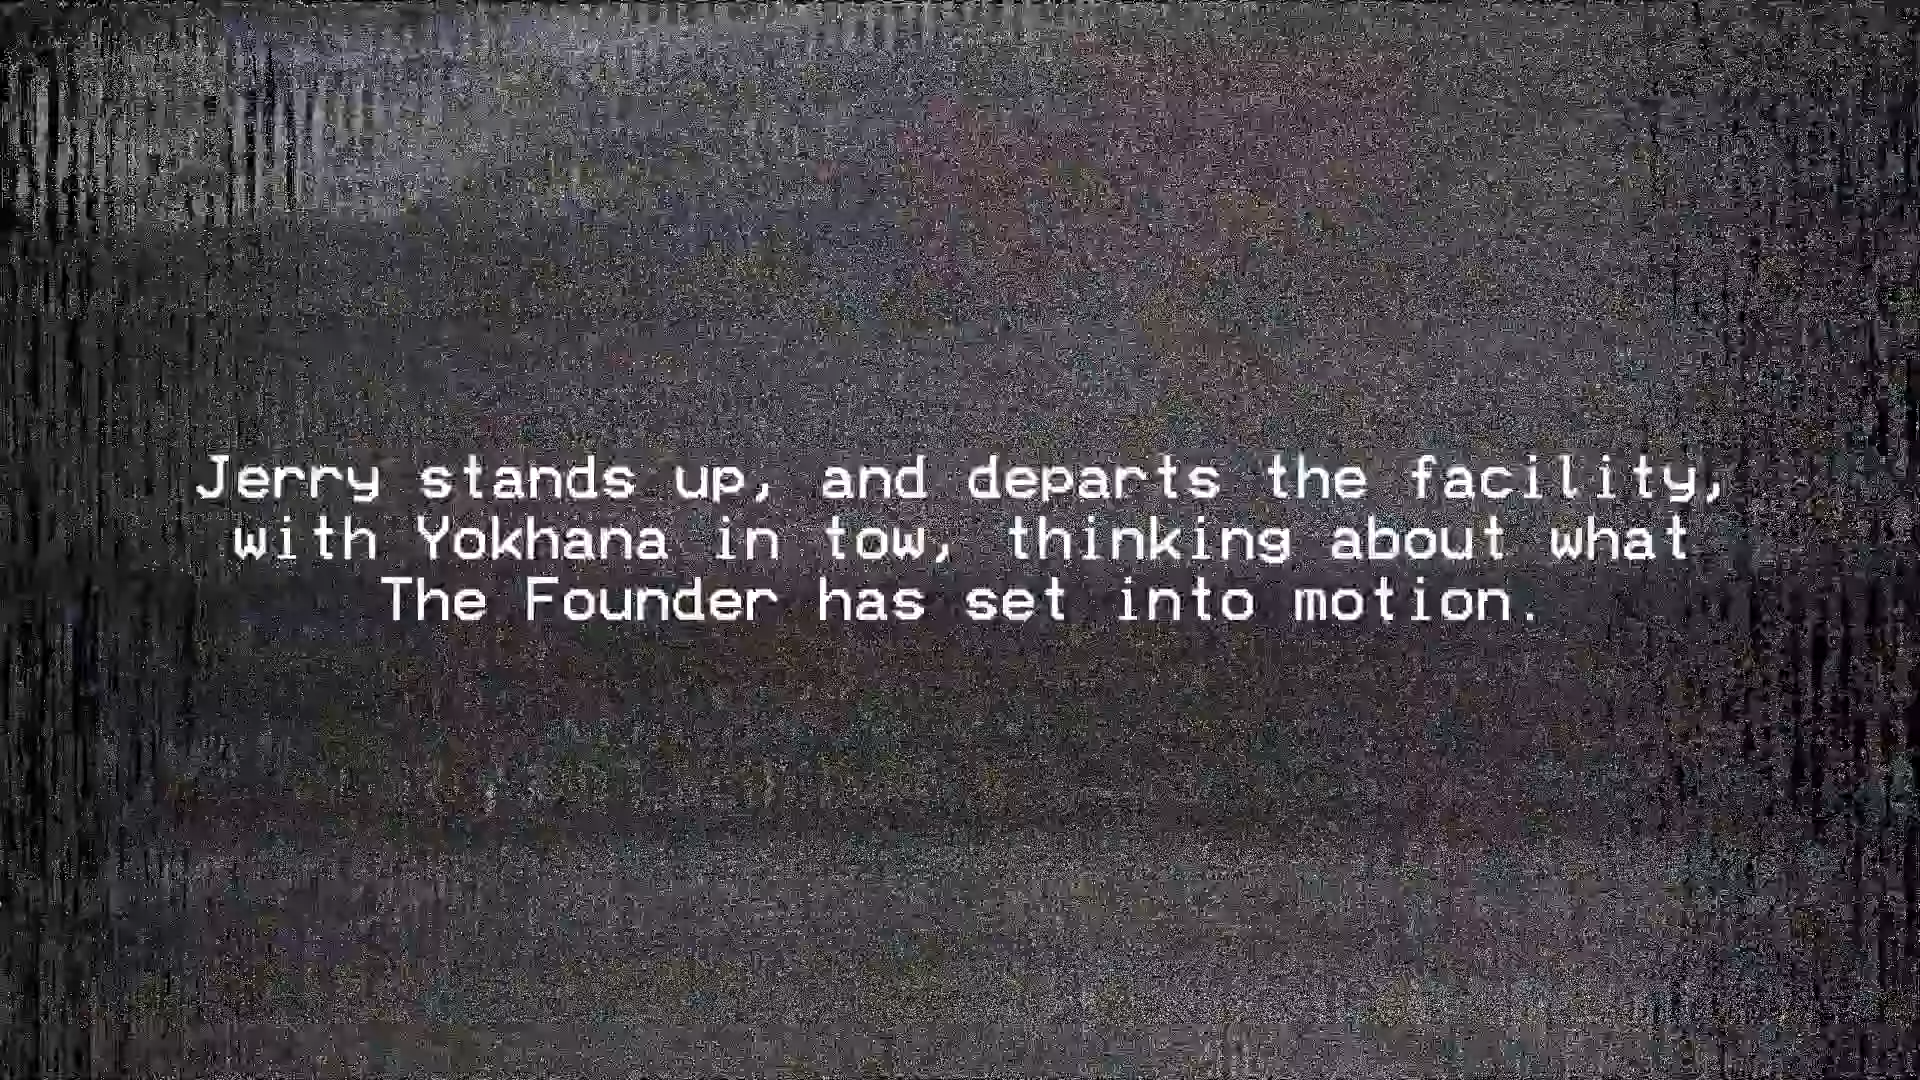 Jerry stands up, and departs the facility,
with Yokhana in tow, thinking about what
The Founder has set into motion.